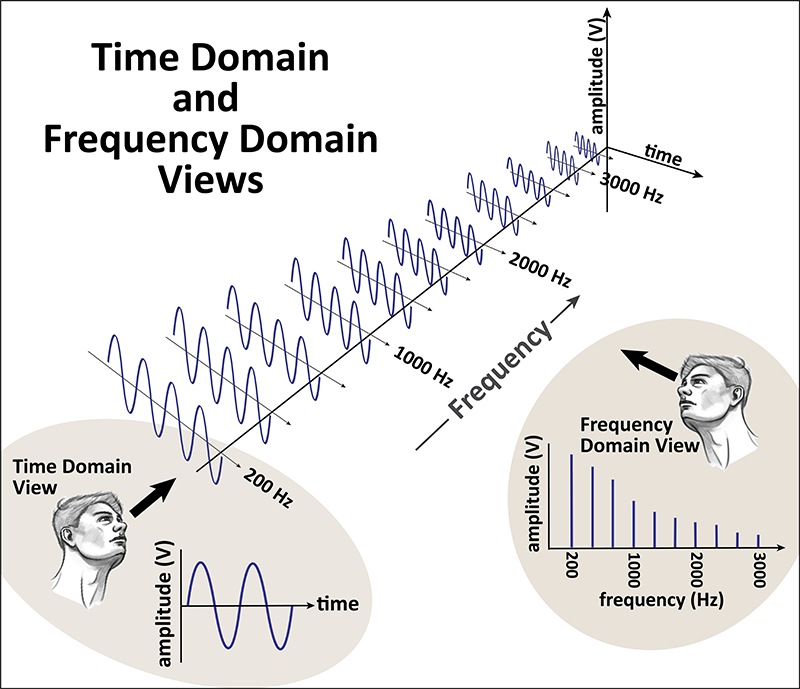 Time Domain
and
Frequency Domain
Views
amplitude (V)
time
3000 Hz
2000 Hz
1000 Hz
200 Hz
Frequency
Time Domain
View
amplitude (V)
time
Frequency
Domain View
amplitude (V)
200
1000
2000
3000
frequency (Hz)